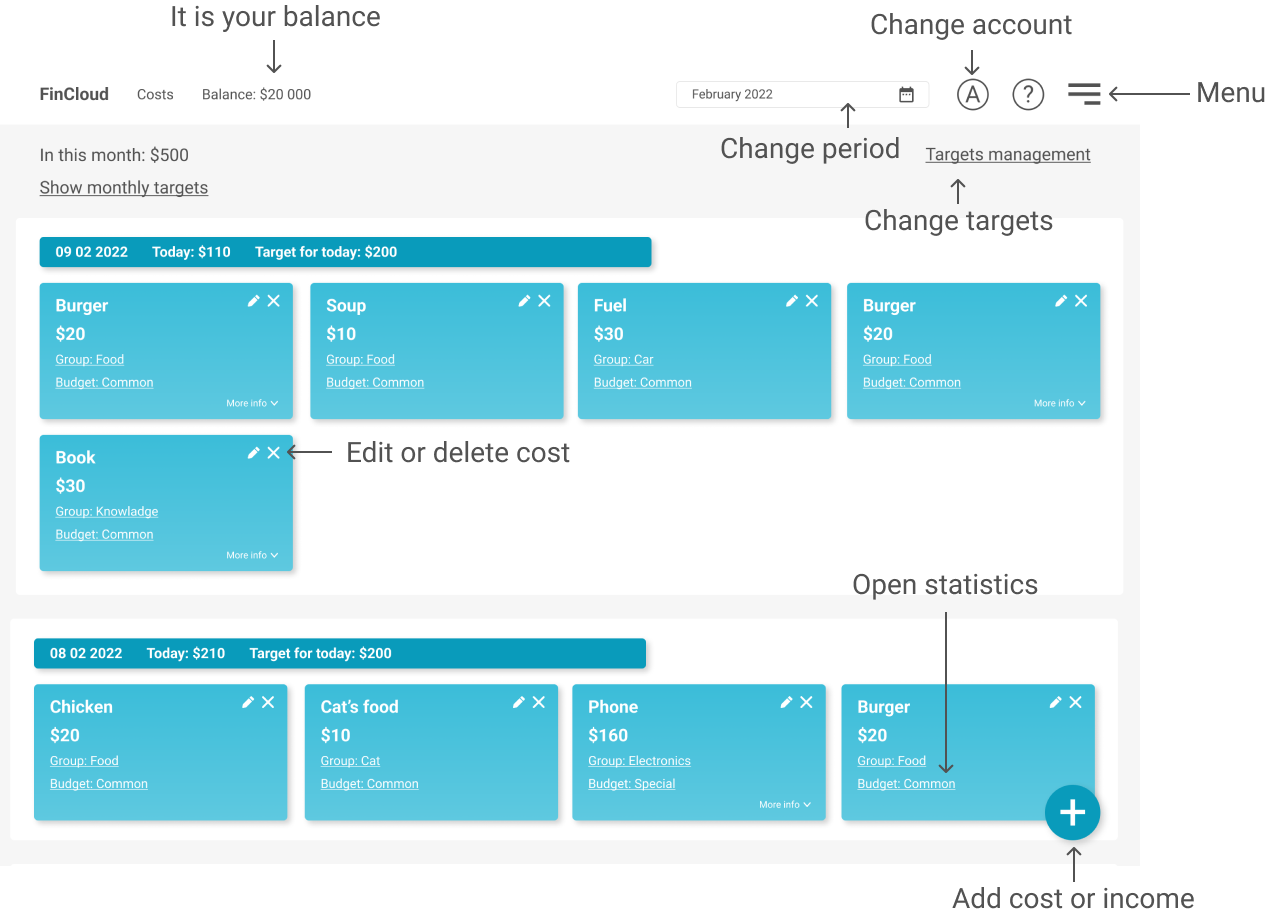 It is your balance
Change account
FinCloud Costs Balance: $20 000 February 2022 A ? Menu
Change period
In this month: $500 Targets management
Show monthly targets
Change targets
09 02 2022 Today: $110 Target for today: $200
Burger
$20
Group: Food
Budget: Common
More info
Soup
$10
Group: Food
Budget: Common
Fuel
$30
Group: Car
Budget: Common
Burger
$20
Group: Food
Budget: Common
More info
Book
$30
Group: Knowladge
Budget: Common
More info
Edit or delete cost
Open statistics
08 02 2022 Today: $210 Target for today: $200
Chicken
$20
Group: Food
Budget: Common
Cat's food
$10
Group: Cat
Budget: Common
Phone
$160
Group: Electronics
Budget: Special
More info
Burger
$20
Group: Food
Budget: Common
Add cost or income